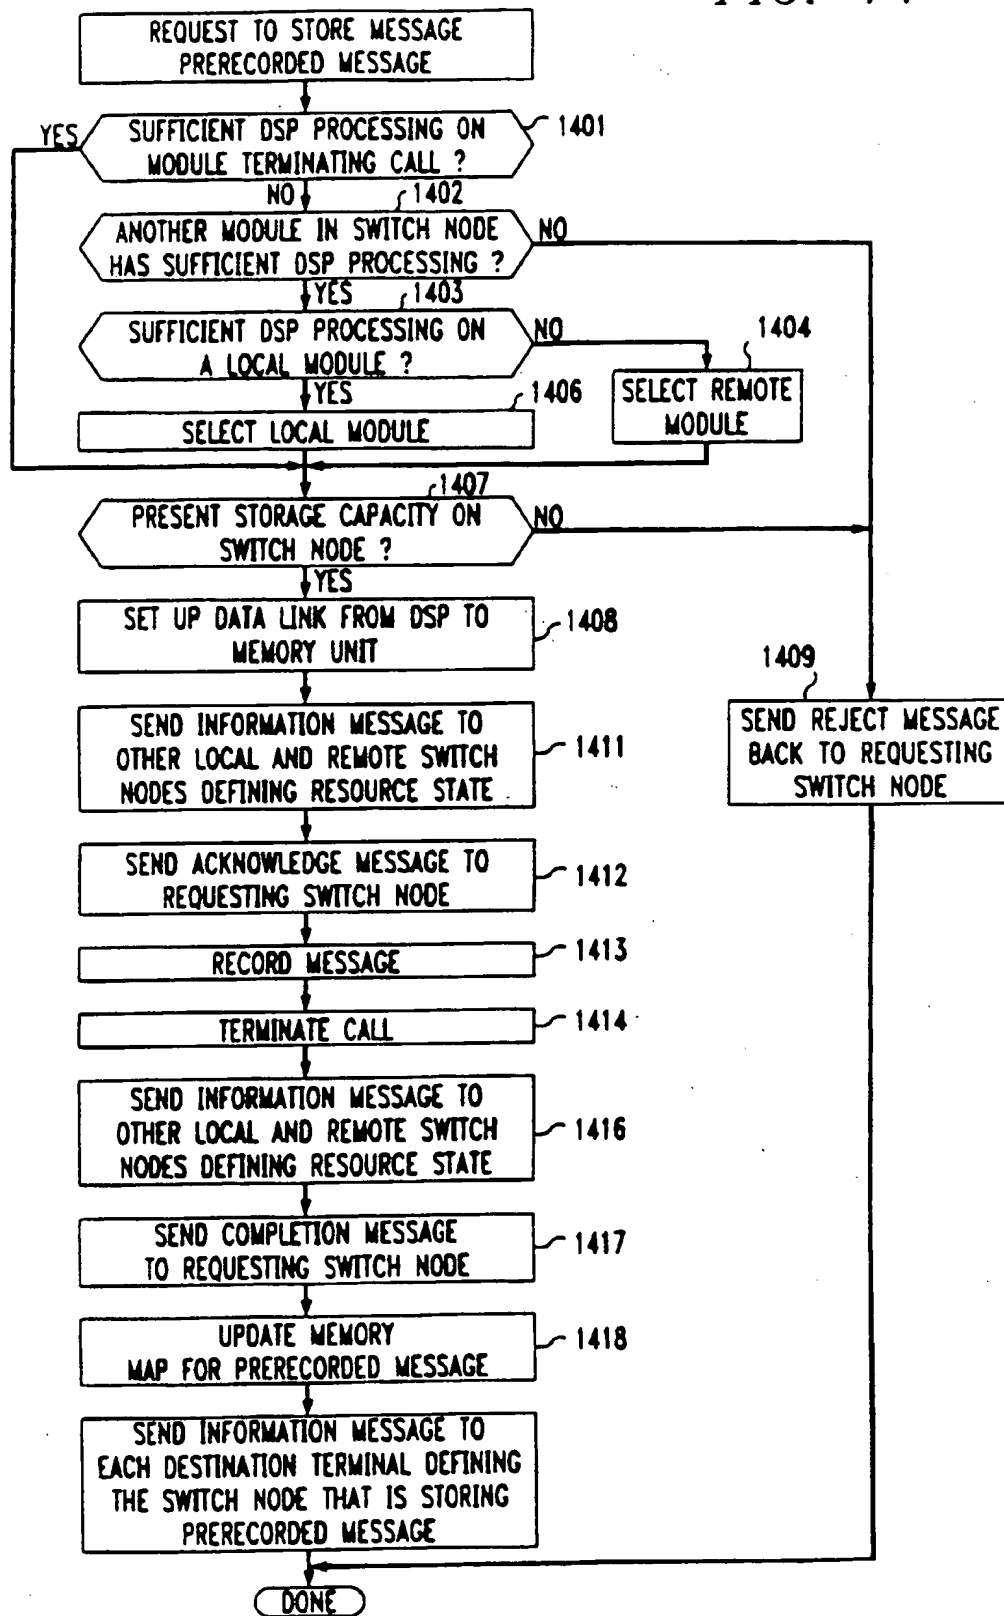 REQUEST TO STORE MESSAGE
PRERECORDED MESSAGE
YES
SUFFICIENT DSP PROCESSING ON
MODULE TERMINATING CALL ?
1401
NO
1402
ANOTHER MODULE IN SWITCH NODE
HAS SUFFICIENT DSP PROCESSING ?
NO
YES
1403
SUFFICIENT DSP PROCESSING ON
A LOCAL MODULE ?
NO
1404
YES
1406
SELECT REMOTE
MODULE
SELECT LOCAL MODULE
1407
PRESENT STORAGE CAPACITY ON
SWITCH NODE ?
NO
YES
SET UP DATA LINK FROM DSP TO
MEMORY UNIT
1408
1409
SEND REJECT MESSAGE
BACK TO REQUESTING
SWITCH NODE
SEND INFORMATION MESSAGE TO
OTHER LOCAL AND REMOTE SWITCH
NODES DEFINING RESOURCE STATE
1411
SEND ACKNOWLEDGE MESSAGE TO
REQUESTING SWITCH NODE
1412
RECORD MESSAGE
1413
TERMINATE CALL
1414
SEND INFORMATION MESSAGE TO
OTHER LOCAL AND REMOTE SWITCH
NODES DEFINING RESOURCE STATE
1416
SEND COMPLETION MESSAGE
TO REQUESTING SWITCH NODE
1417
UPDATE MEMORY
MAP FOR PRERECORDED MESSAGE
1418
SEND INFORMATION MESSAGE TO
EACH DESTINATION TERMINAL DEFINING
THE SWITCH NODE THAT IS STORING
PRERECORDED MESSAGE
DONE